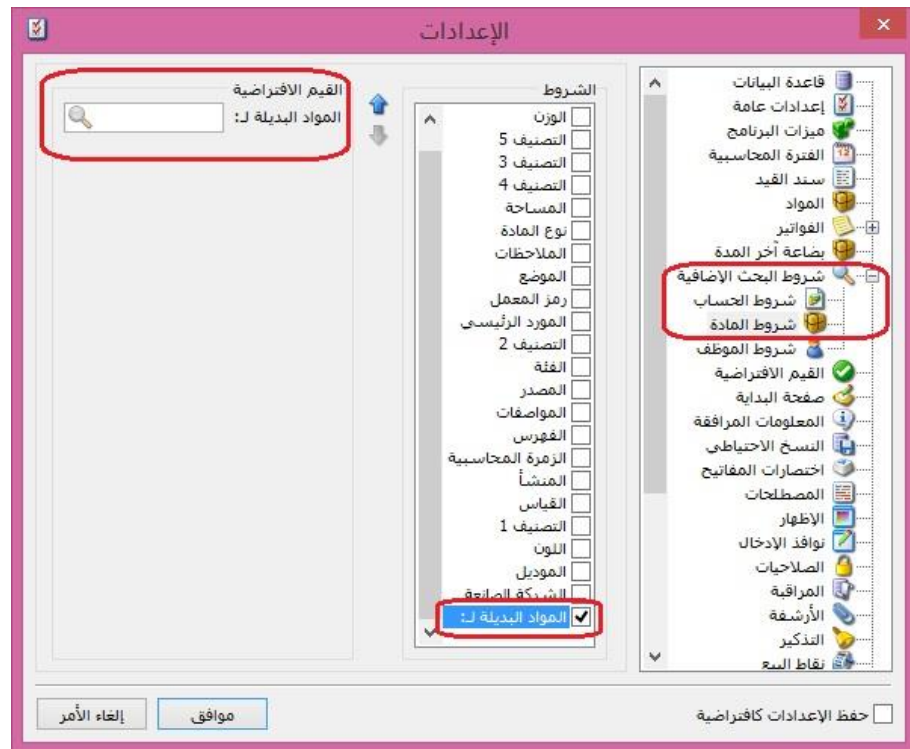 الإعدادات
قاعدة البيانات
إعدادات عامة
ميزات البرنامج
الفترة المحاسبية
سند القيد
المواد
الفواتير
بضاعة آخر المدة
شروط البحث الإضافية
شروط الحساب
شروط المادة
شروط الموظف
القيم الافتراضية
صفحة البداية
المعلومات المرافقة
النسخ الاحتياطي
اختصارات المفاتيح
المصطلحات
الإظهار
نوافذ الإدخال
الصلاحيات
المراقبة
الأرشفة
التذكير
نقاط البيع
الشروط
الوزن
التصنيف 5
التصنيف 3
التصنيف 4
المساحة
نوع المادة
الملاحظات
الموضع
رمز المعمل
المورد الرئيسي
التصنيف 2
الفئة
المصدر
المواصفات
الفهرس
الزمرة المحاسبية
المنشأ
القياس
التصنيف 1
اللون
الموديل
الشركة الصانعة
المواد البديلة لـ:
القيم الافتراضية
المواد البديلة لـ:
حفظ الإعدادات كافتراضية
موافق
إلغاء الأمر